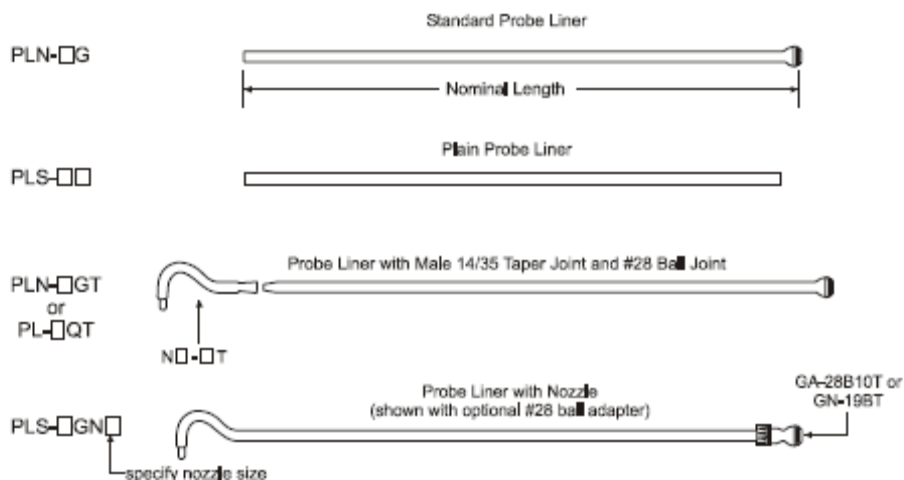 Standard Probe Liner
PLN-□G
Nominal Length
Plain Probe Liner
PLS-□□
Probe Liner with Male 14/35 Taper Joint and #28 Ball Joint
PLN-□GT
or
PL-□QT
N□-□T
Probe Liner with Nozzle
(shown with optional #28 ball adapter)
GA-28B10T or
GN-19BT
PLS-□GN□
specify nozzle size